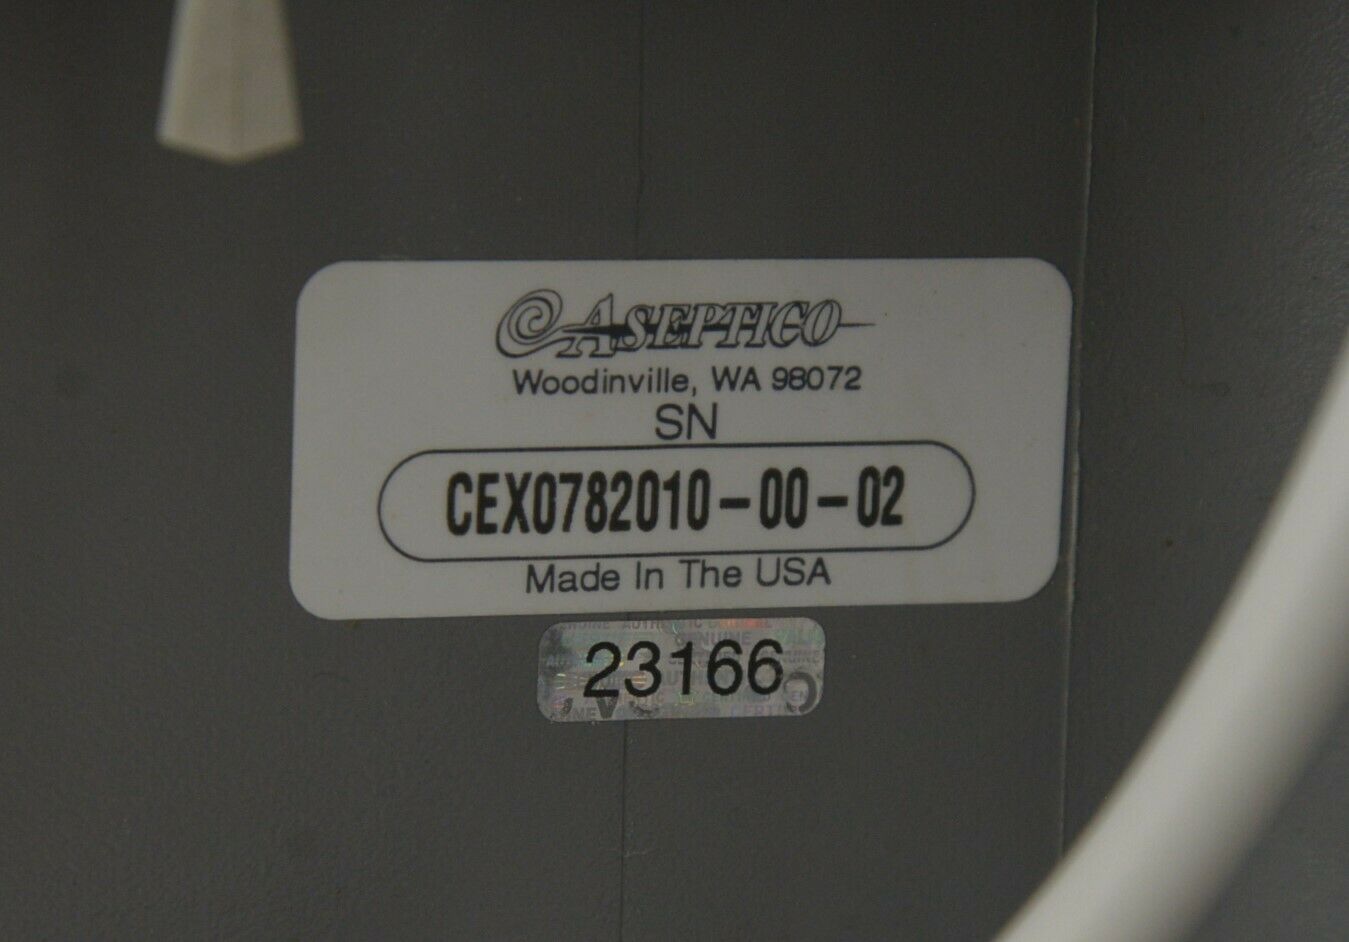 ASEPTICO
Woodinville, WA 98072
SN
CEX0782010-00-02
Made In The USA
23166